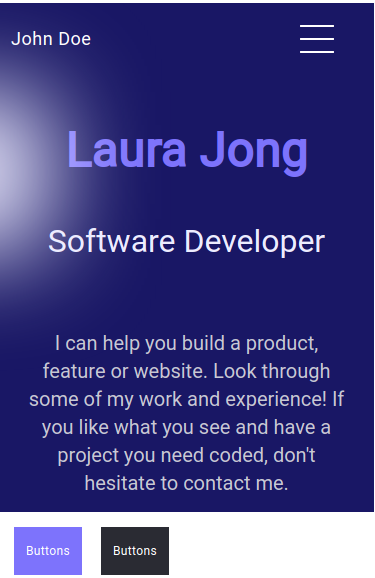 John Doe
Laura Jong
Software Developer
I can help you build a product,
feature or website. Look through
some of my work and experience! If
you like what you see and have a
project you need coded, don't
hesitate to contact me.
Buttons
Buttons